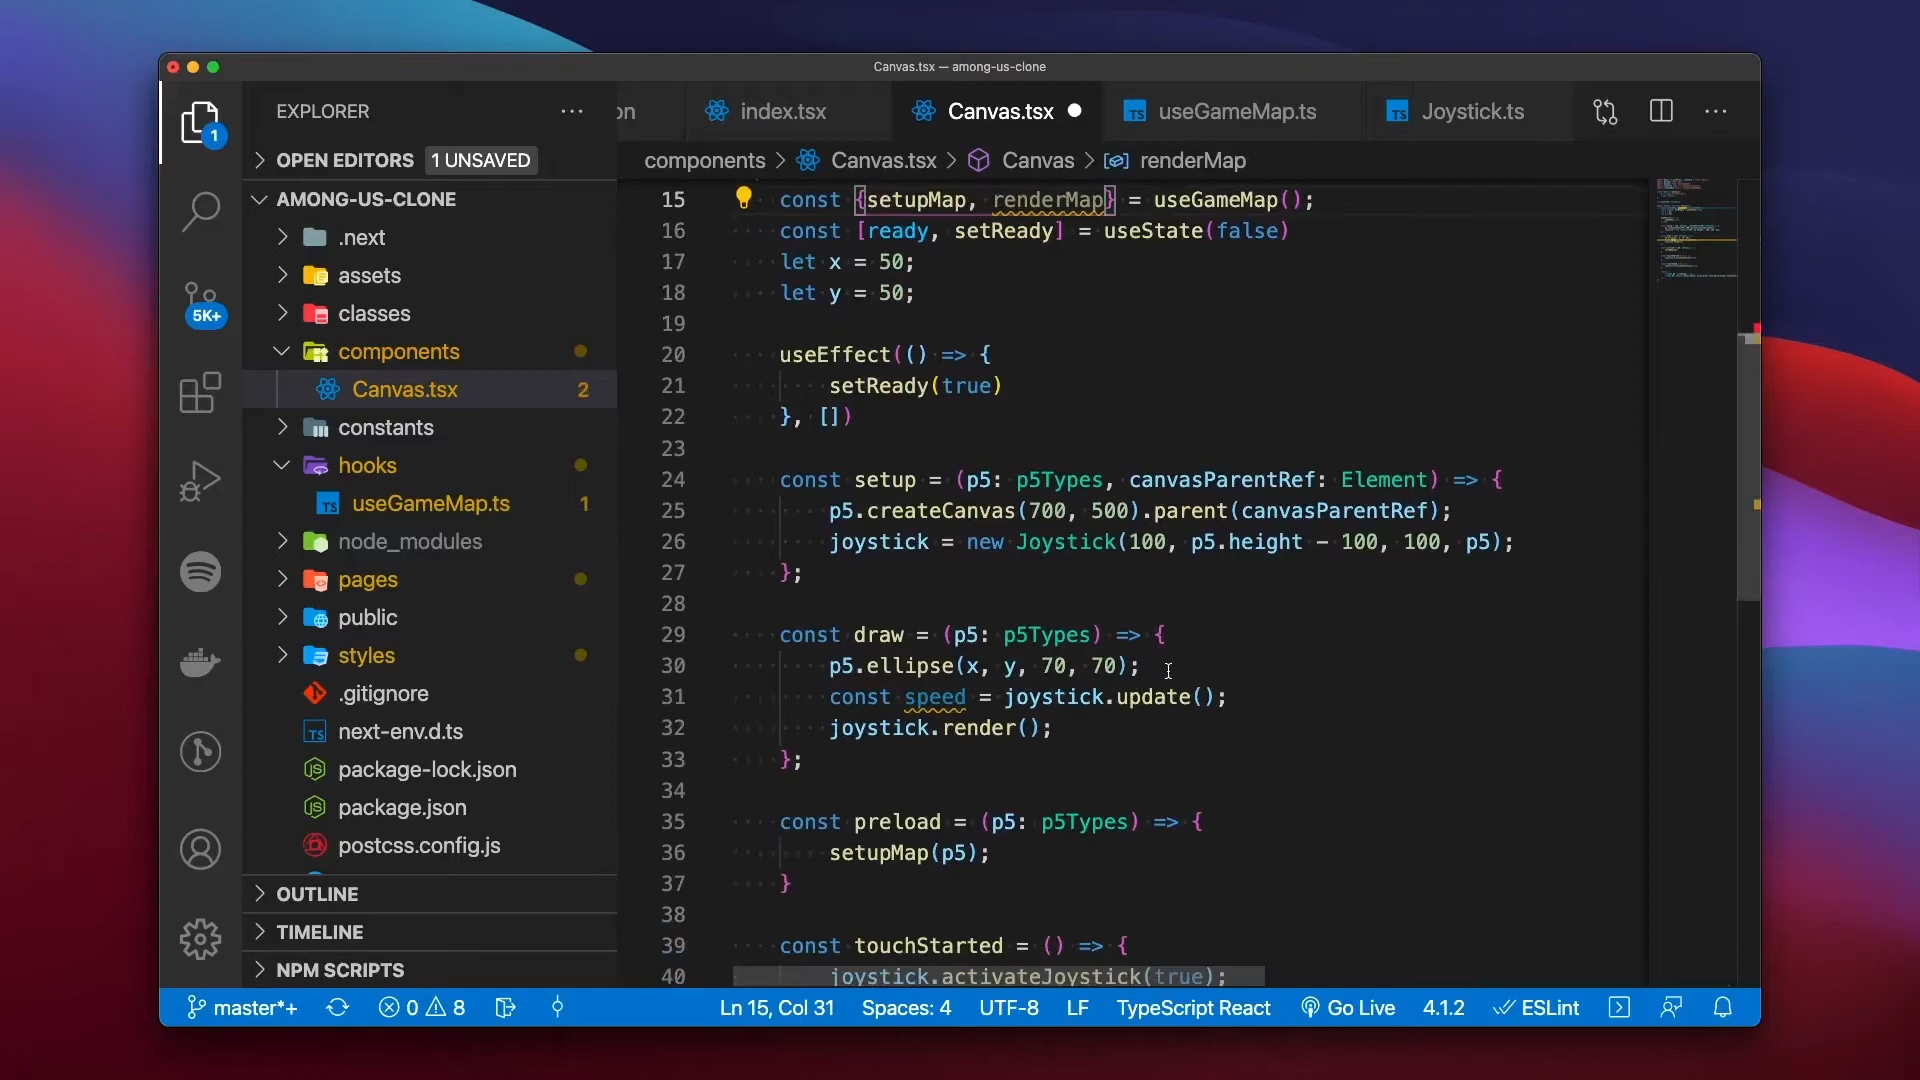 Canvas.tsx — among-us-clone
EXPLORER
on
index.tsx
Canvas.tsx
TS useGameMap.ts
TS Joystick.ts
1
OPEN EDITORS 1 UNSAVED
components > Canvas.tsx > Canvas > renderMap
AMONG-US-CLONE
.next
assets
classes
components
Canvas.tsx 2
constants
hooks
TS useGameMap.ts 1
node_modules
pages
public
styles
.gitignore
TS next-env.d.ts
JS package-lock.json
JS package.json
postcss.config.js
OUTLINE
TIMELINE
NPM SCRIPTS
5K+
15 const {setupMap, renderMap} = useGameMap();
16 const [ready, setReady] = useState(false)
17 let x = 50;
18 let y = 50;
19
20 useEffect(() => {
21 setReady(true)
22 }, [])
23
24 const setup = (p5: p5Types, canvasParentRef: Element) => {
25 p5.createCanvas(700, 500).parent(canvasParentRef);
26 joystick = new Joystick(100, p5.height - 100, 100, p5);
27 };
28
29 const draw = (p5: p5Types) => {
30 p5.ellipse(x, y, 70, 70);
31 const speed = joystick.update();
32 joystick.render();
33 };
34
35 const preload = (p5: p5Types) => {
36 setupMap(p5);
37 }
38
39 const touchStarted = () => {
40 joystick.activateJoystick(true);
master*+ 0 8 Ln 15, Col 31 Spaces: 4 UTF-8 LF TypeScript React Go Live 4.1.2 ESLint